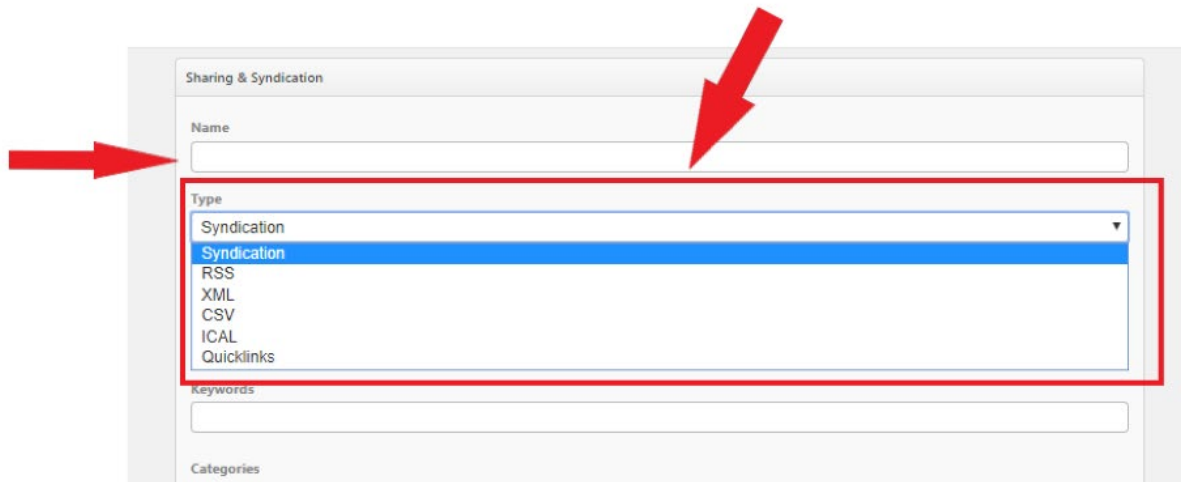 Sharing & Syndication
Name
Type
Syndication
Syndication
RSS
XML
CSV
ICAL
Quicklinks
Keywords
Categories